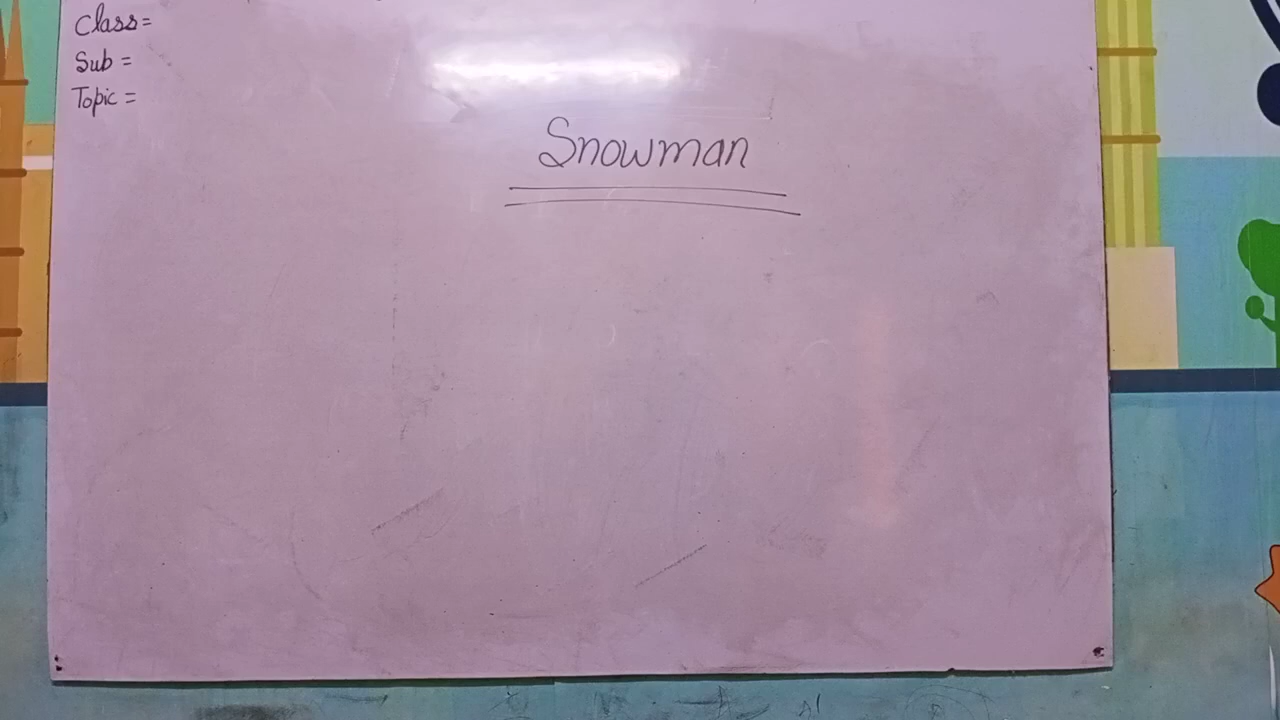 Class=
Sub =
Topic =
Snowman